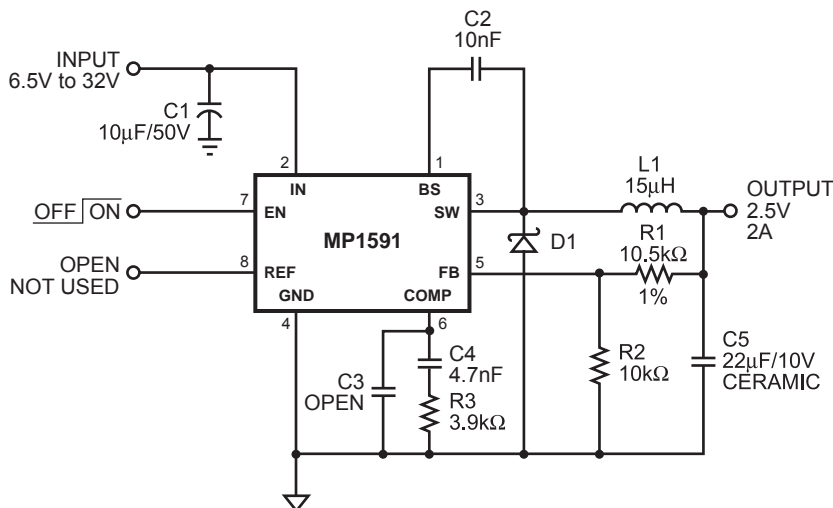 C2
10nF
INPUT
6.5V to 32V
C1
10µF/50V
2
1
IN
BS
L1
15µH
OUTPUT
2.5V
2A
OFF ON
7
EN
SW
3
MP1591
D1
R1
10.5kΩ
1%
OPEN
NOT USED
8
REF
FB
5
GND
COMP
4
6
C3
OPEN
C4
4.7nF
R3
3.9kΩ
R2
10kΩ
C5
22µF/10V
CERAMIC